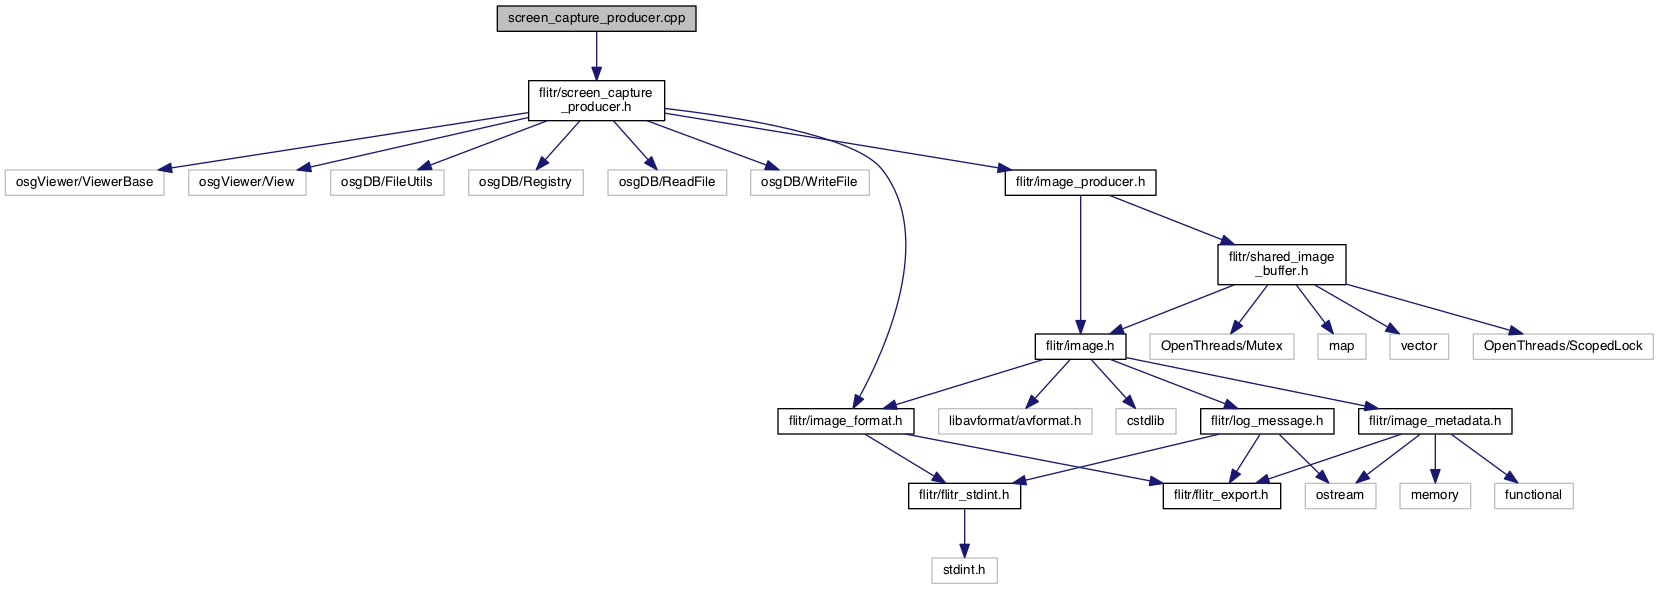 screen_capture_producer.cpp
flitr/screen_capture
_producer.h
osgViewer/ViewerBase
osgViewer/View
osgDB/FileUtils
osgDB/Registry
osgDB/ReadFile
osgDB/WriteFile
flitr/image_producer.h
flitr/shared_image
_buffer.h
flitr/image.h
OpenThreads/Mutex
map
vector
OpenThreads/ScopedLock
flitr/image_format.h
libavformat/avformat.h
cstdlib
flitr/log_message.h
flitr/image_metadata.h
flitr/flitr_stdint.h
flitr/flitr_export.h
ostream
memory
functional
stdint.h